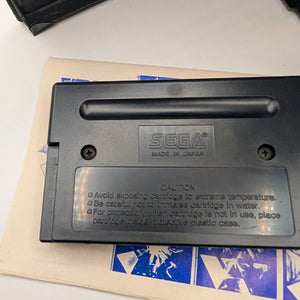 SEGA®
MADE IN JAPAN
CAUTION
Avoid exposing cartridge to extreme temperature.
Be careful not to immerse cartridge in water.
For protection when cartridge is not in use, place
cartridge inside protective plastic case.